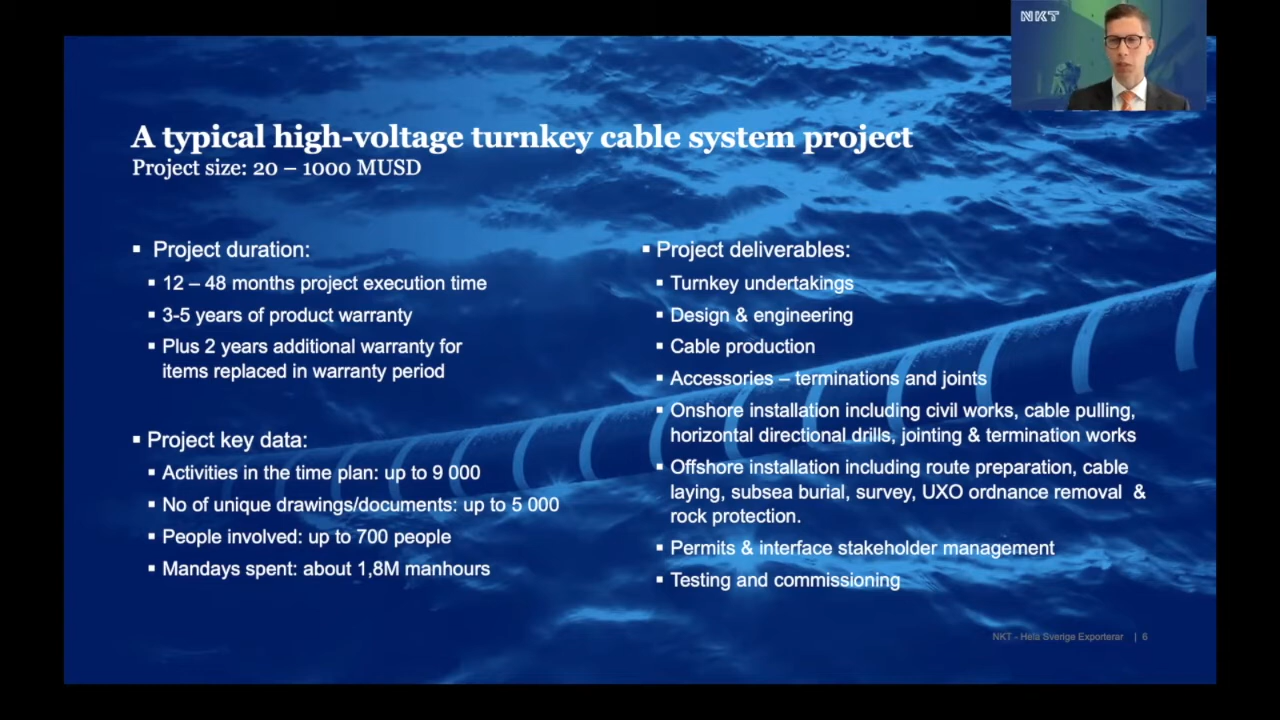 NKT
A typical high-voltage turnkey cable system project
Project size: 20 – 1000 MUSD
▪ Project duration:
▪ 12 – 48 months project execution time
▪ 3-5 years of product warranty
▪ Plus 2 years additional warranty for
items replaced in warranty period
▪ Project key data:
▪ Activities in the time plan: up to 9 000
▪ No of unique drawings/documents: up to 5 000
▪ People involved: up to 700 people
▪ Mandays spent: about 1,8M manhours
▪ Project deliverables:
▪ Turnkey undertakings
▪ Design & engineering
▪ Cable production
▪ Accessories – terminations and joints
▪ Onshore installation including civil works, cable pulling,
horizontal directional drills, jointing & termination works
▪ Offshore installation including route preparation, cable
laying, subsea burial, survey, UXO ordnance removal & 
rock protection.
▪ Permits & interface stakeholder management
▪ Testing and commissioning
NKT - Hela Sverige Exporterar | 6